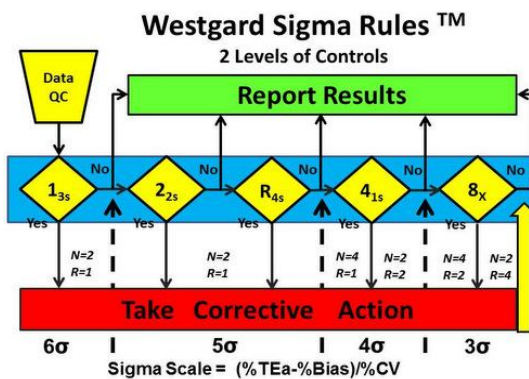 Westgard Sigma Rules TM
2 Levels of Controls
Data
QC
Report Results
No No No No No
13s 22s R4s 41s 8X
Yes Yes Yes Yes Yes
N=2 N=2 N=4 N=2 N=4 N=2
R=1 R=1 R=1 R=2 R=2 R=4
Take Corrective Action
6σ 5σ 4σ 3σ
Sigma Scale = (%TEa-%Bias)/%CV